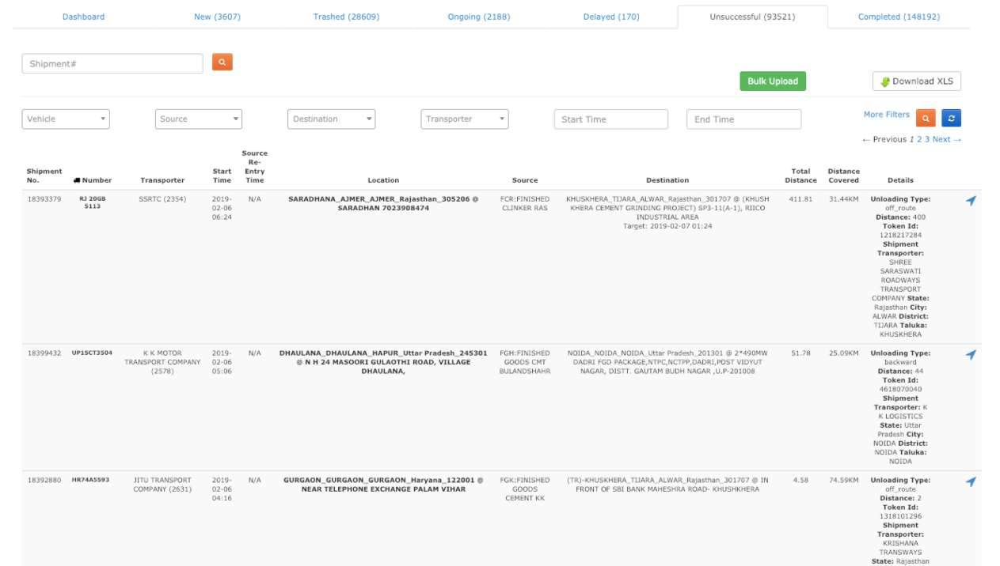 Dashboard New (3607) Trashed (28609) Ongoing (2188) Delayed (170) Unsuccessful (93521) Completed (148192)
Shipment#
Bulk Upload Download XLS
Vehicle Source Destination Transporter Start Time End Time More Filters
← Previous 1 2 3 Next →
Source
Re-
Shipment Start Entry Total Distance
No. Number Transporter Time Time Location Source Destination Distance Covered Details
18393379 RJ 20GB SSRTC (2354) 2019- N/A SARADHANA_AJMER_AJMER_Rajasthan_305206 @ FCR:FINISHED KHUSKHERA_TIJARA_ALWAR_Rajasthan_301707 @ (KHUSH 411.81 31.44KM Unloading Type:
5113 02-06 SARADHAN 7023908474 CLINKER RAS KHERA CEMENT GRINDING PROJECT) SP3-11(A-1), RIICO off_route
06:24 INDUSTRIAL AREA Distance: 400
Target: 2019-02-07 01:24 Token Id:
1218217284
Shipment
Transporter:
SHREE
SARASWATI
ROADWAYS
TRANSPORT
COMPANY State:
Rajasthan City:
ALWAR District:
TIJARA Taluka:
KHUSHKHERA
18399432 UP15CT3504 K K MOTOR 2019- N/A DHAULANA_DHAULANA_HAPUR_Uttar Pradesh_245301 FGH:FINISHED NOIDA_NOIDA_NOIDA_Uttar Pradesh_201301 @ 2*490MW 51.78 25.09KM Unloading Type:
TRANSPORT COMPANY 02-06 @ N H 24 MASOORI GULAOTHI ROAD, VILLAGE GOODS CMT DADRI FGD PACKAGE,NTPC,NCTPP,DADRI,POST VIDYUT backward
(2578) 05:06 DHAULANA, BULANDSHAHR NAGAR, DISTT. GAUTAM BUDH NAGAR ,U.P-201008 Distance: 44
Token Id:
4618070040
Shipment
Transporter: K
K LOGISTICS
State: Uttar
Pradesh City:
NOIDA District:
NOIDA Taluka:
NOIDA
18392880 HR74A5593 JITU TRANSPORT 2019- N/A GURGAON_GURGAON_GURGAON_Haryana_122001 @ FGK:FINISHED (TR)-KHUSHKHERA_TIJARA_ALWAR_Rajasthan_301707 @ IN 4.58 74.59KM Unloading Type:
COMPANY (2631) 02-06 NEAR TELEPHONE EXCHANGE PALAM VIHAR GOODS FRONT OF SBI BANK MAHESHRA ROAD- KHUSHKHERA off_route
04:16 CEMENT KK Distance: 2
Token Id:
1318101296
Shipment
Transporter:
KRISHANA
TRANSWAYS
State: Rajasthan